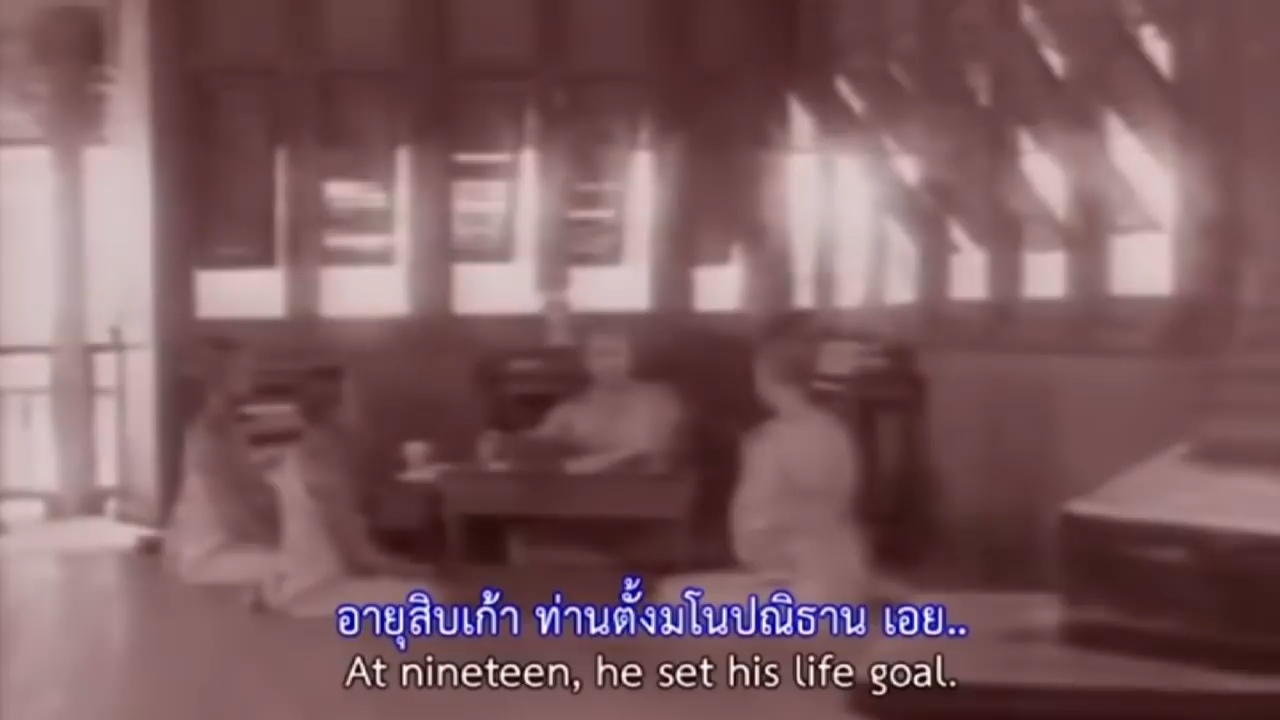 อายุสิบเก้า ท่านตั้งมโนปณิธาน เอย..
At nineteen, he set his life goal.